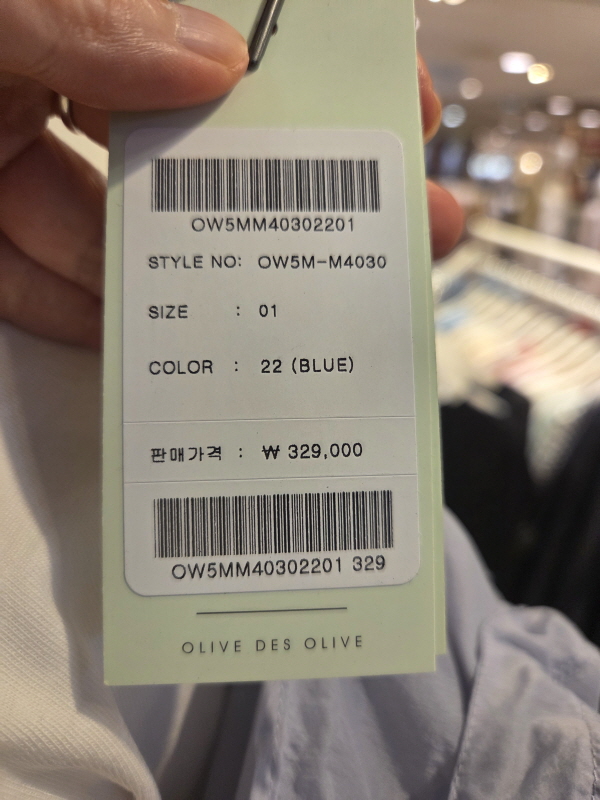 OW5MM40302201
STYLE NO: OW5M-M4030
SIZE : 01
COLOR : 22 (BLUE)
판매가격 : ₩ 329,000
OW5MM40302201 329
OLIVE DES OLIVE